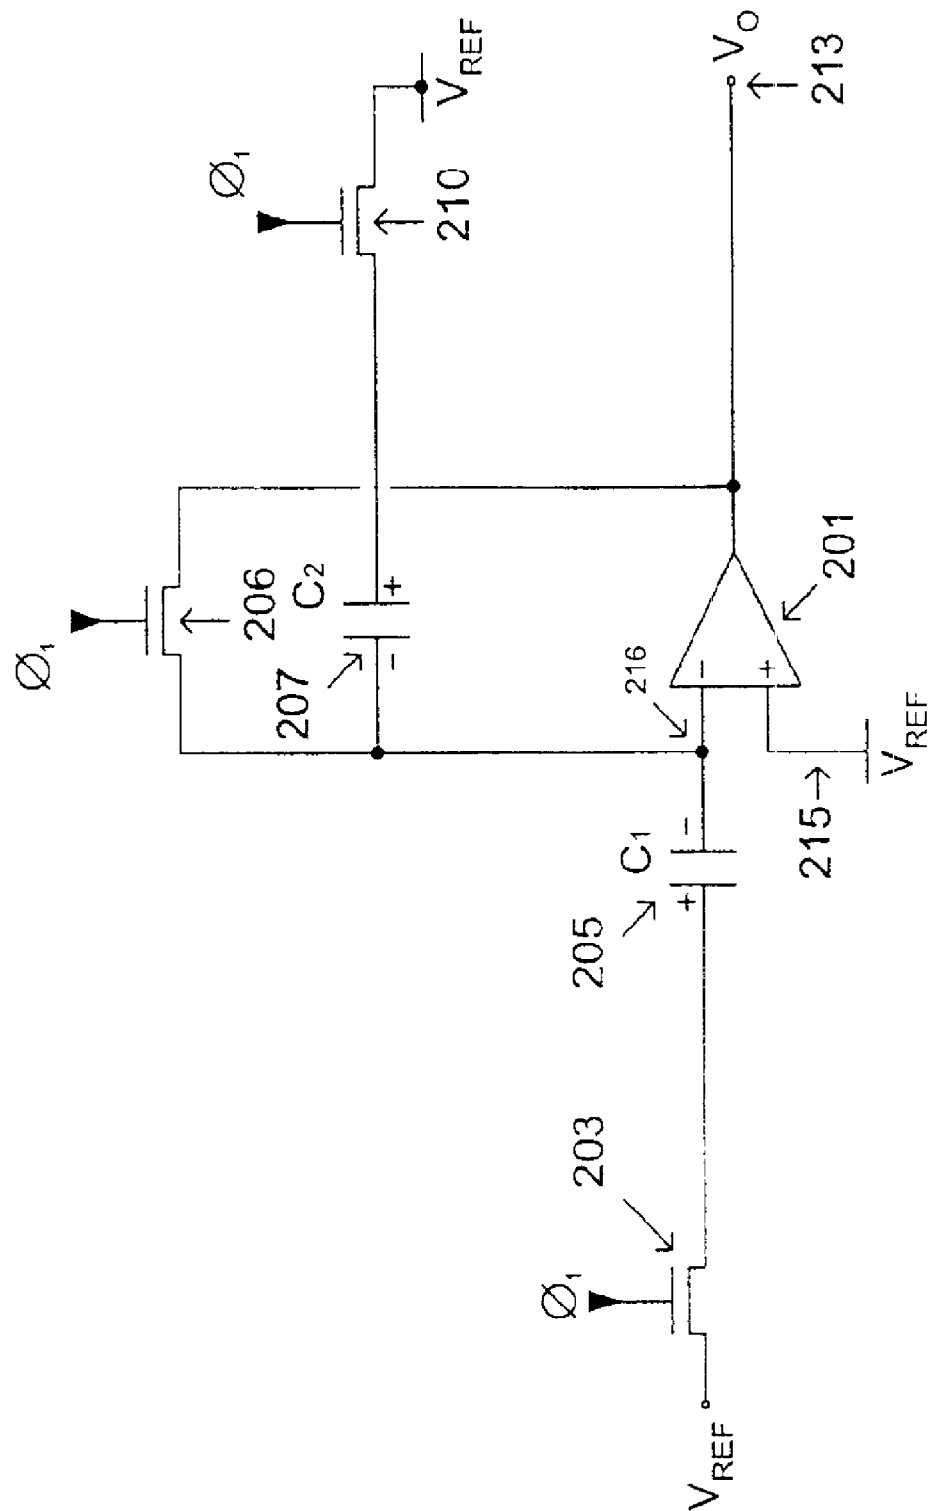 Ø₁
206
Ø₁
210
V_REF
C₂
+
-
207
216
V_O
213
201
-
+
215
V_REF
C₁
-
+
205
203
Ø₁
V_REF